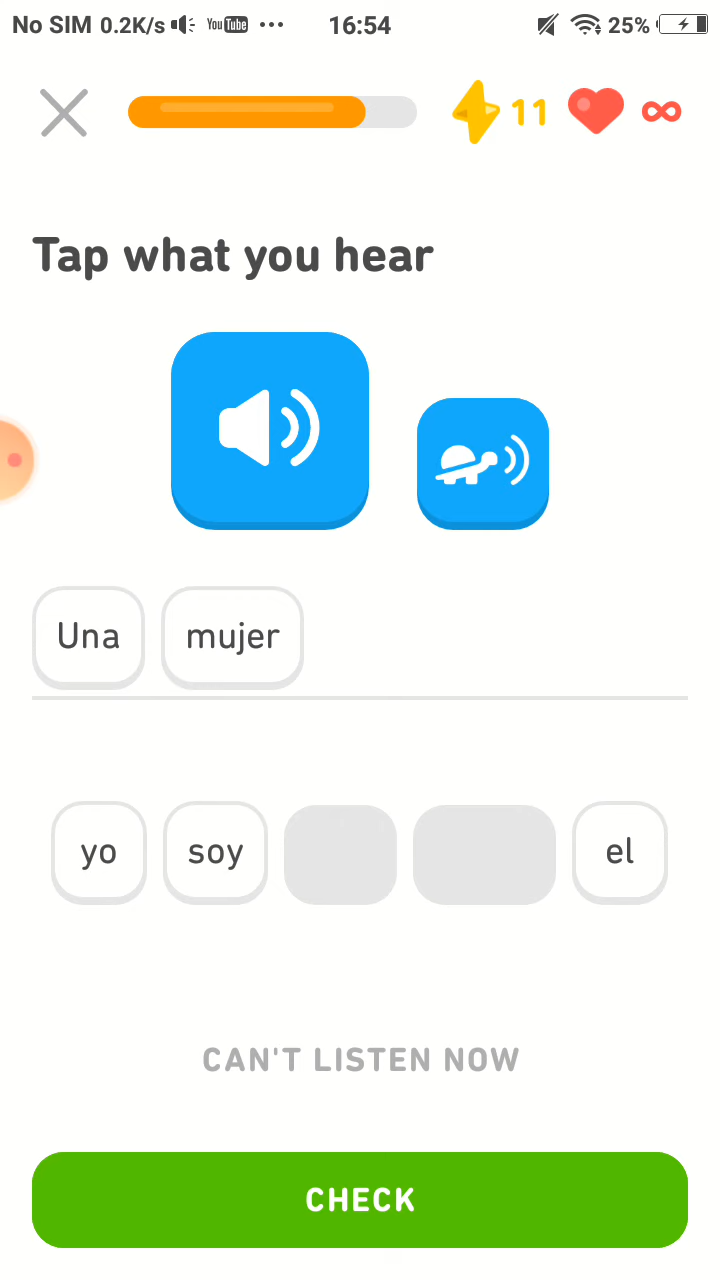 No SIM 0.2K/s YouTube ••• 16:54 25%
11 ∞
Tap what you hear
Una mujer
yo soy el
CAN'T LISTEN NOW
CHECK